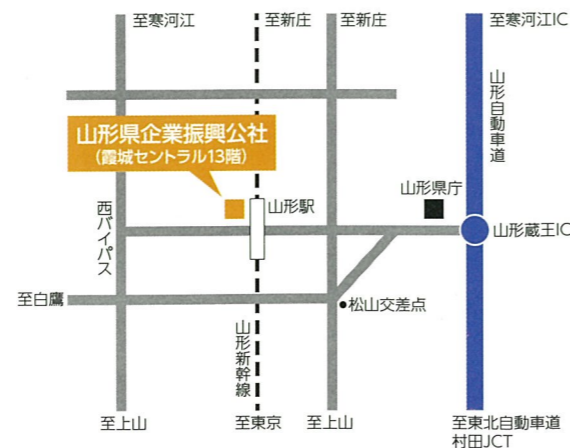 至寒河江
至新庄
至新庄
至寒河江IC
山形自動車道
山形県企業振興公社
(霞城セントラル13階)
山形県庁
西バイパス
山形駅
山形蔵王IC
至白鷹
松山交差点
山形新幹線
至上山
至東京
至上山
至東北自動車道
村田JCT